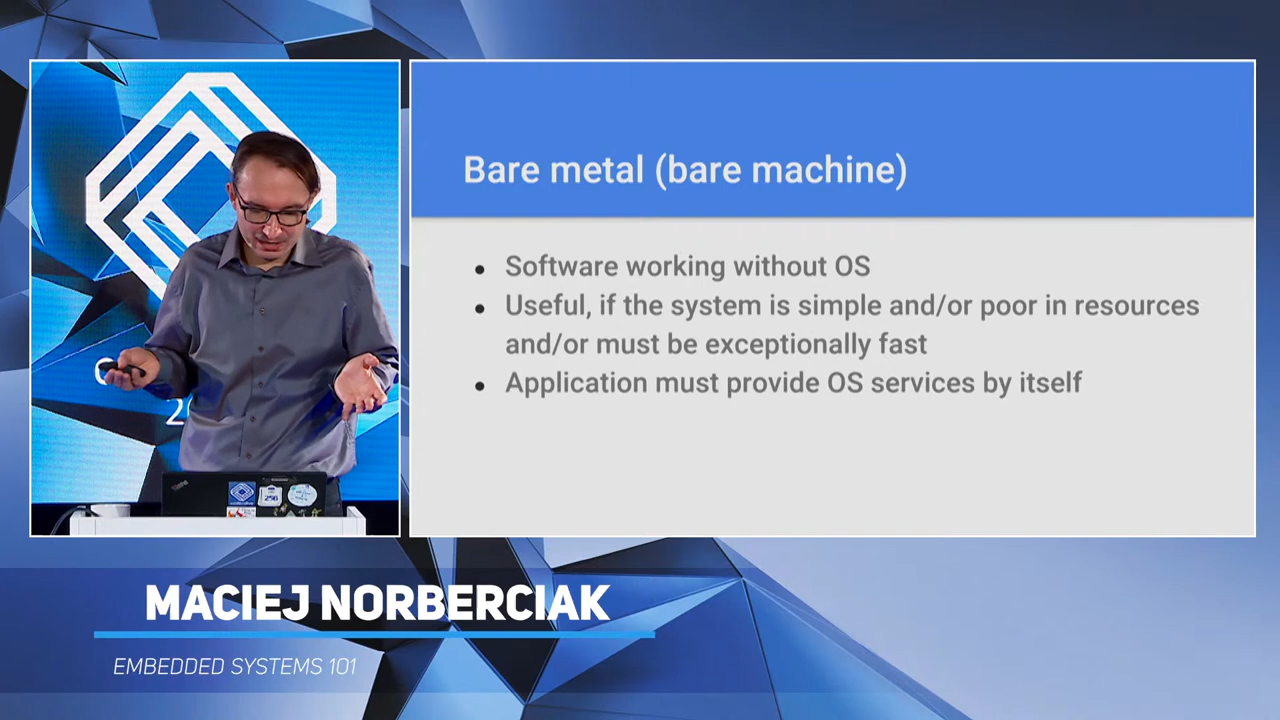 Bare metal (bare machine)
● Software working without OS
● Useful, if the system is simple and/or poor in resources
and/or must be exceptionally fast
● Application must provide OS services by itself
MACIEJ NORBERCIAK
EMBEDDED SYSTEMS 101